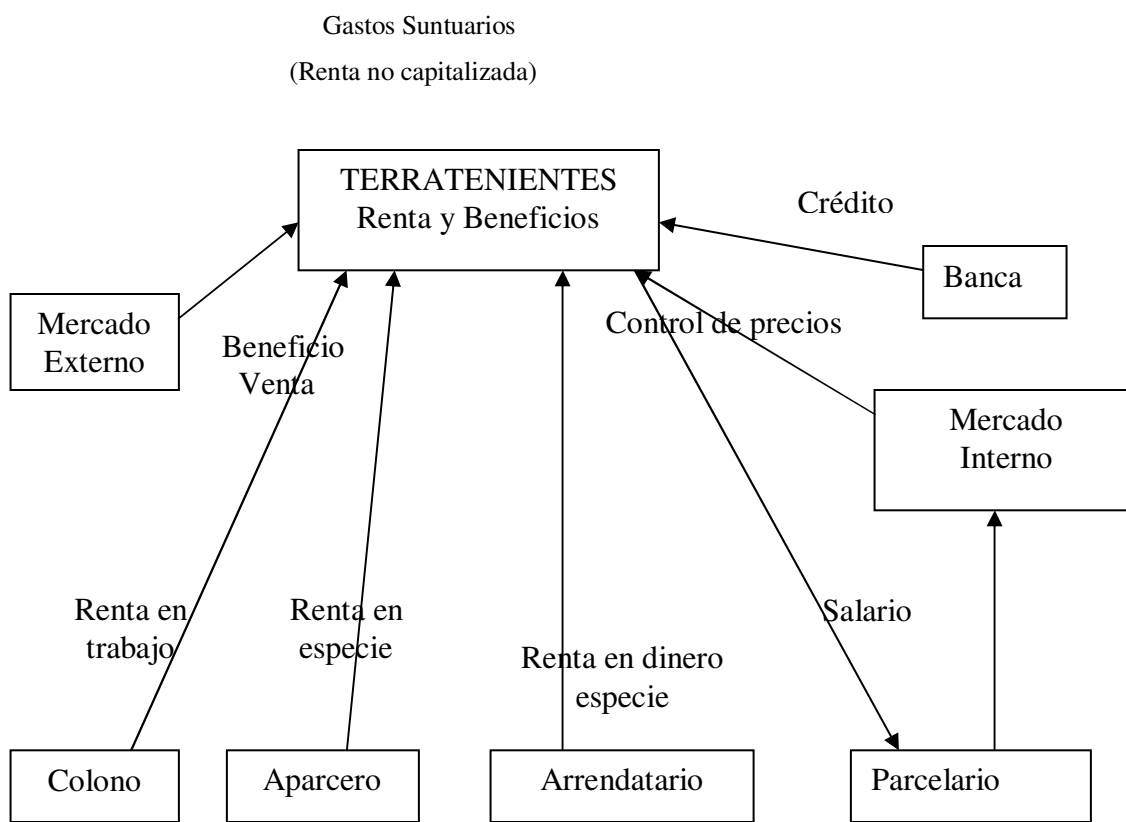 Gastos Suntuarios
(Renta no capitalizada)
TERRATENIENTES
Renta y Beneficios
Crédito
Banca
Mercado
Externo
Control de precios
Beneficio
Venta
Mercado
Interno
Renta en
trabajo
Renta en
especie
Salario
Renta en dinero
especie
Colono
Aparcero
Arrendatario
Parcelario